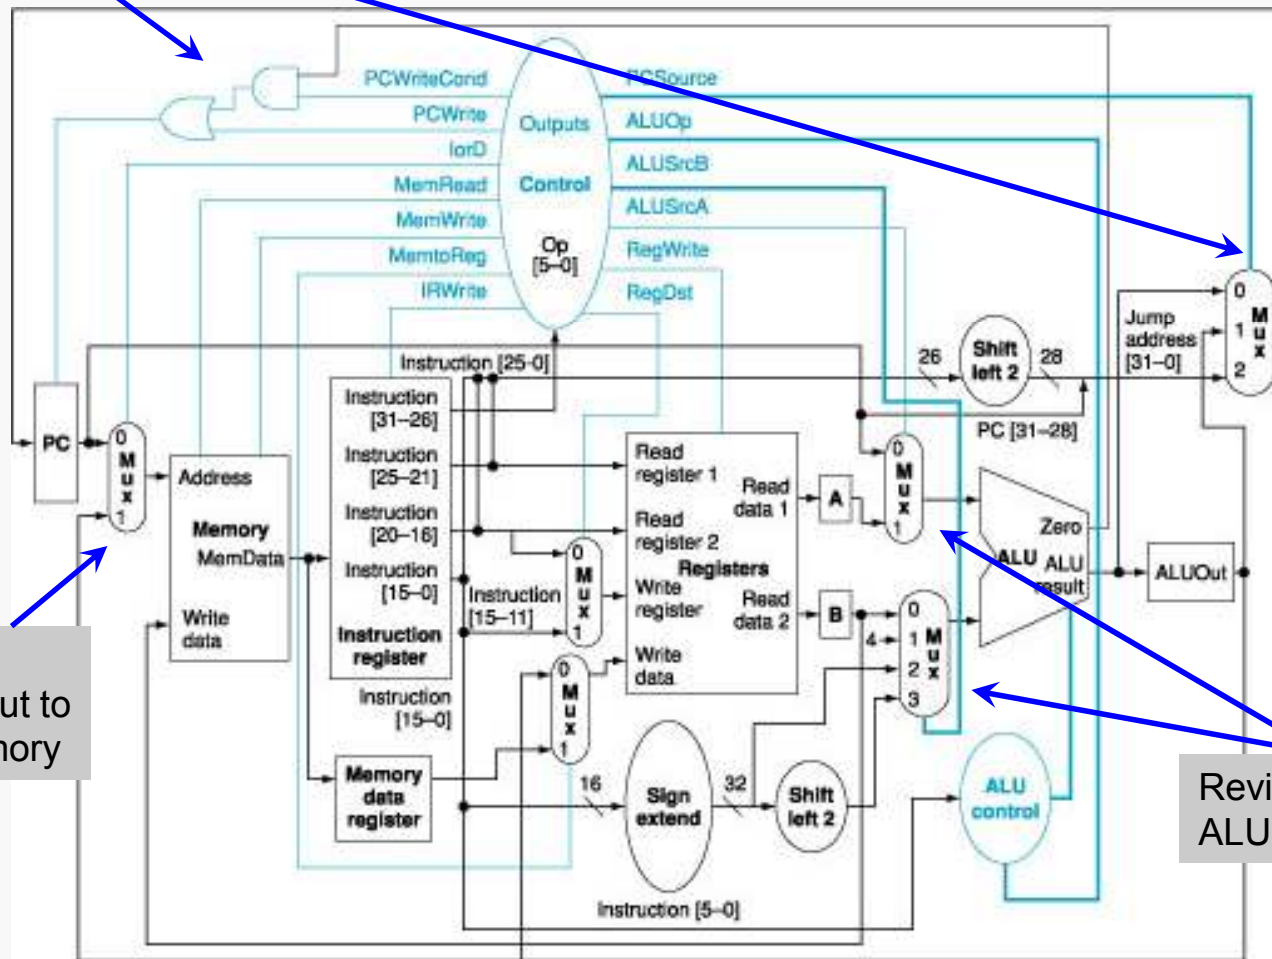 PCWriteCond
PCWrite
IorD
MemRead
MemWrite
MemtoReg
IRWrite
Outputs
Control
Op
[5–0]
PCSource
ALUOp
ALUSrcB
ALUSrcA
RegWrite
RegDst
Instruction [25-0]
26
Shift
left 2
28
Jump
address
[31–0]
0
1
2
M
u
x
PC [31–28]
PC
0
M
u
x
1
Address
Memory
MemData
Write
data
Instruction
[31–26]
Instruction
[25–21]
Instruction
[20–16]
Instruction
[15–0]
Instruction
register
Instruction
[15–11]
0
M
u
x
1
Instruction
[15–0]
0
M
u
x
1
Memory
data
register
Read
register 1
Read
register 2
Registers
Write
register
Write
data
Read
data 1
Read
data 2
A
B
0
M
u
x
1
4
0
1
2
3
M
u
x
Zero
ALU
ALU
result
ALUOut
16
Sign
extend
32
Shift
left 2
ALU
control
Instruction [5–0]
ut to
Revi
ALU